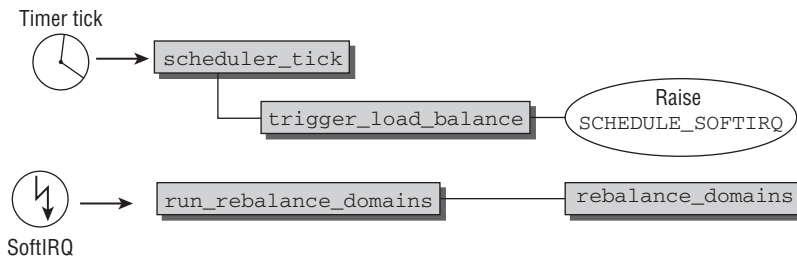 Timer tick
scheduler_tick
trigger_load_balance
Raise
SCHEDULE_SOFTIRQ
run_rebalance_domains
rebalance_domains
SoftIRQ